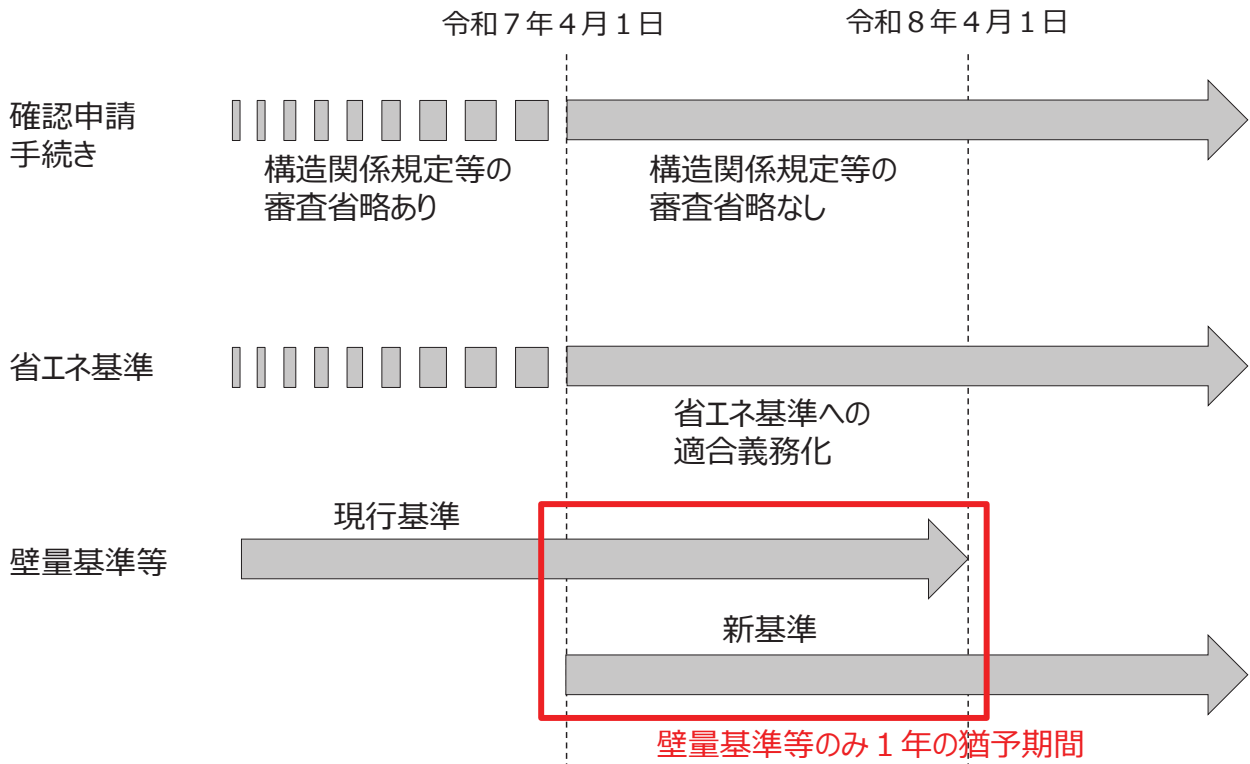 令和７年４月１日
令和８年４月１日
確認申請
手続き
構造関係規定等の
審査省略あり
構造関係規定等の
審査省略なし
省エネ基準
省エネ基準への
適合義務化
現行基準
壁量基準等
新基準
壁量基準等のみ１年の猶予期間